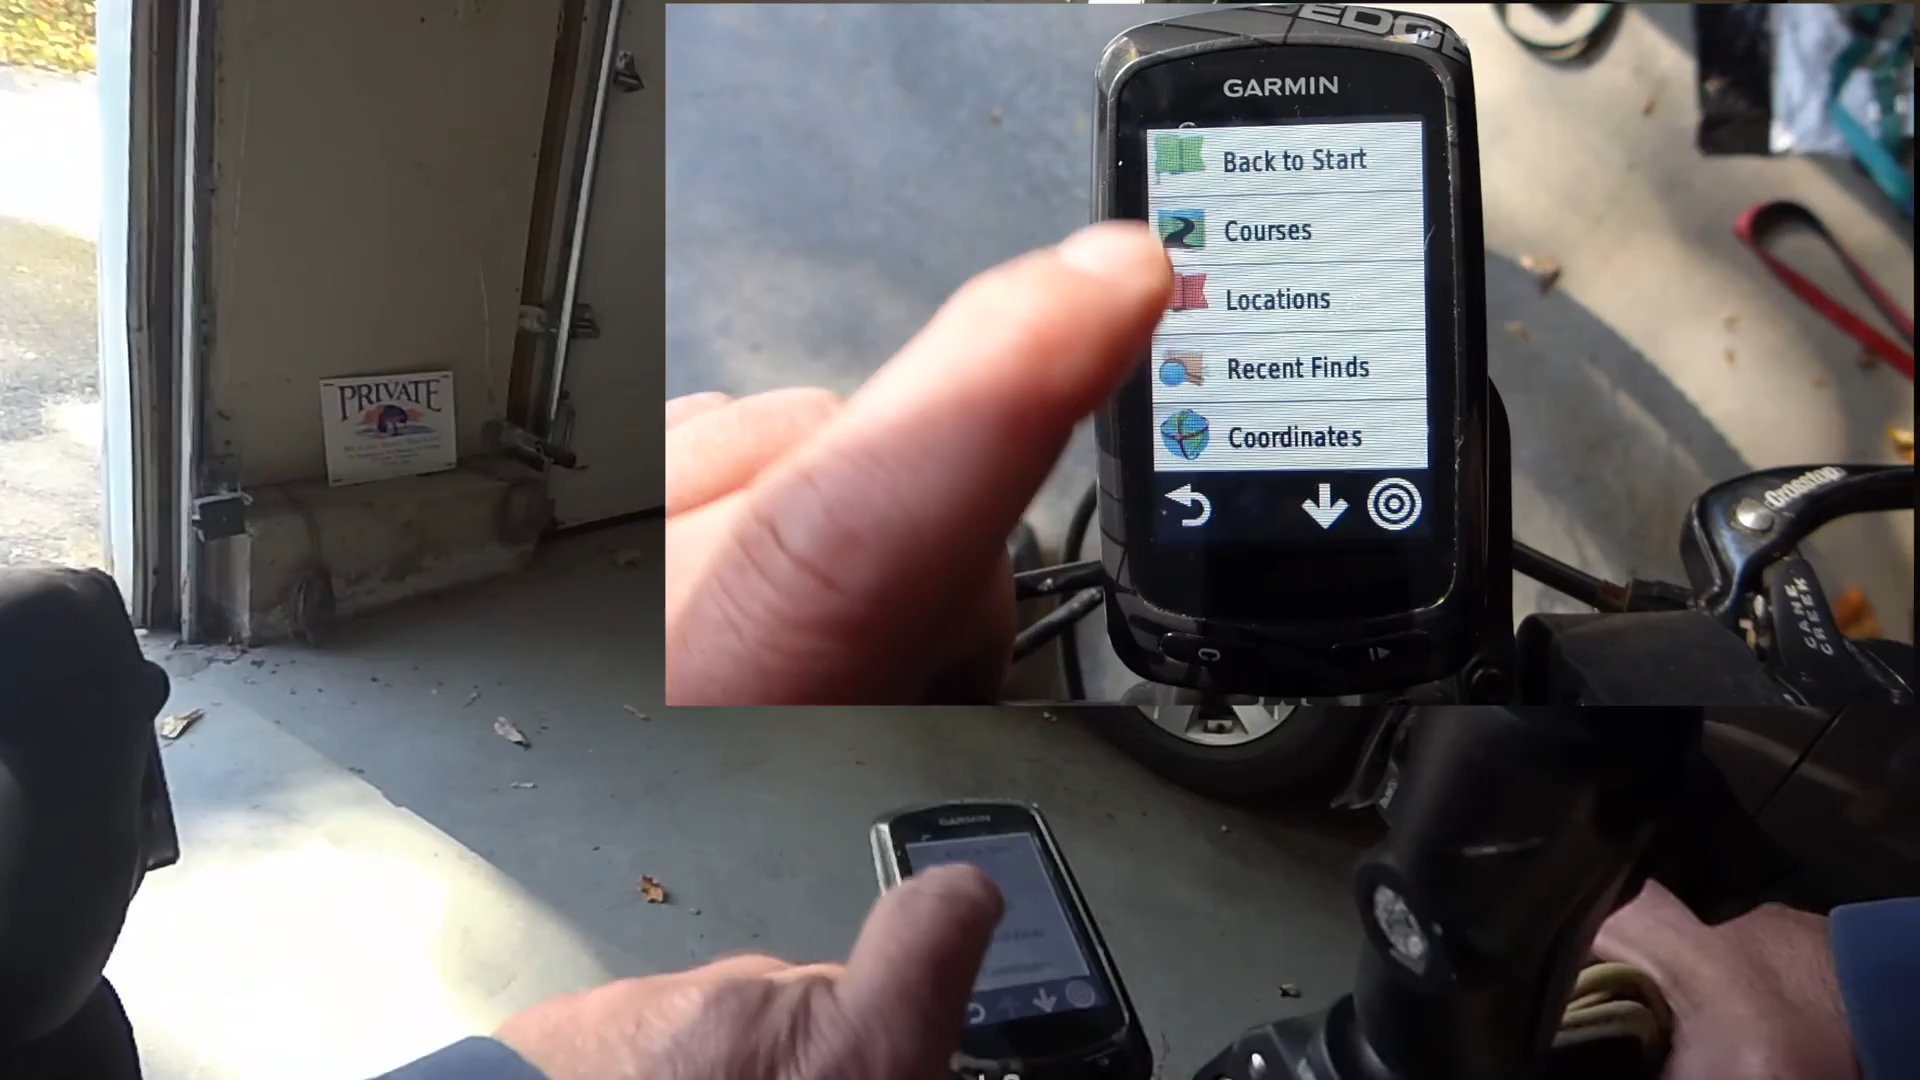 EDGE
GARMIN
Back to Start
Courses
Locations
Recent Finds
Coordinates
C
Crosstop
CANE
CREEK
PRIVATE
GARMIN